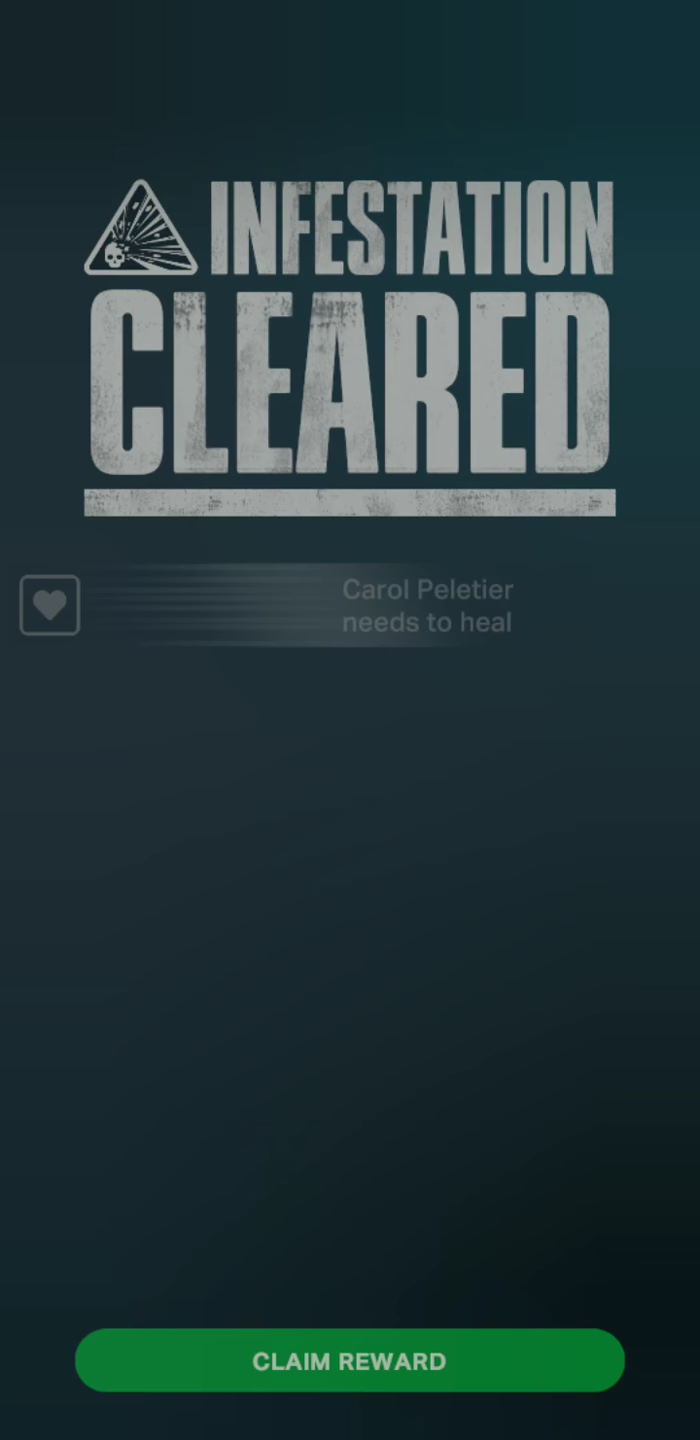 INFESTATION
CLEARED
Carol Peletier
needs to heal
CLAIM REWARD